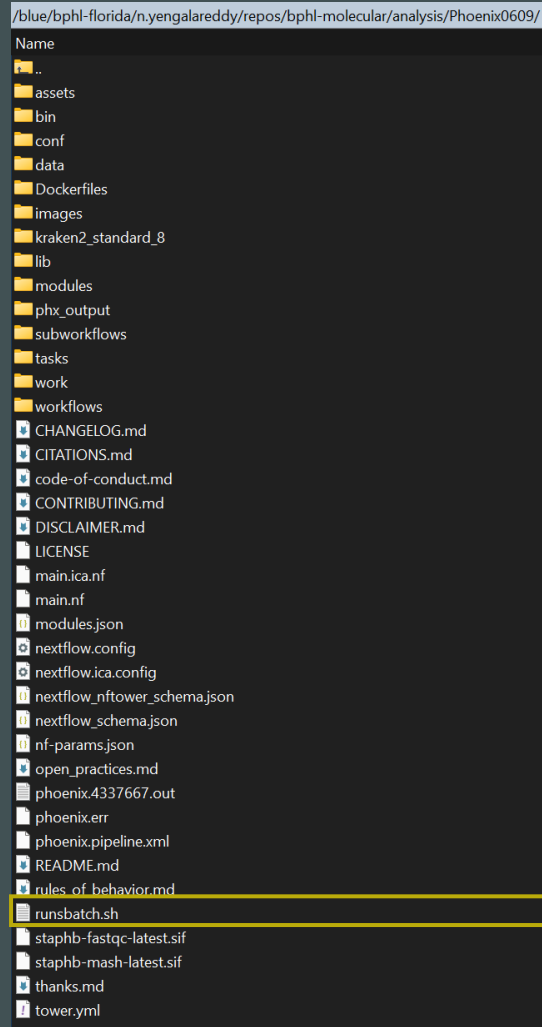 /blue/bphl-florida/n.yengalareddy/repos/bphl-molecular/analysis/Phoenix0609/
Name
..
assets
bin
conf
data
Dockerfiles
images
kraken2_standard_8
lib
modules
phx_output
subworkflows
tasks
work
workflows
CHANGELOG.md
CITATIONS.md
code-of-conduct.md
CONTRIBUTING.md
DISCLAIMER.md
LICENSE
main.ica.nf
main.nf
modules.json
nextflow.config
nextflow.ica.config
nextflow_nftower_schema.json
nextflow_schema.json
nf-params.json
open_practices.md
phoenix.4337667.out
phoenix.err
phoenix.pipeline.xml
README.md
rules_of_behavior.md
runsbatch.sh
staphb-fastqc-latest.sif
staphb-mash-latest.sif
thanks.md
tower.yml